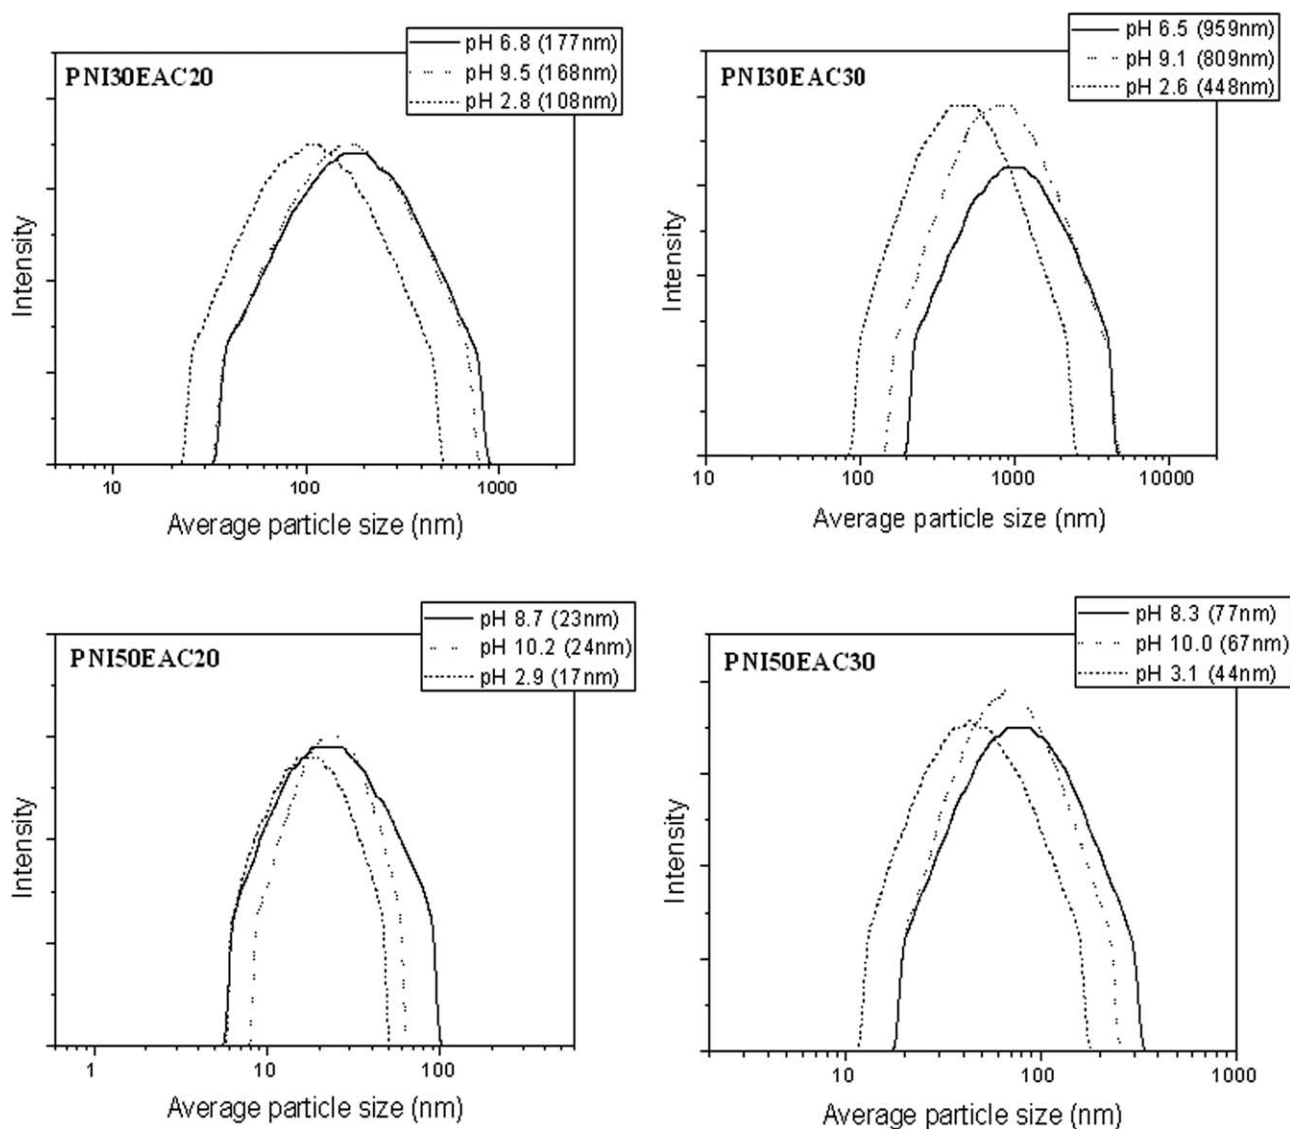 PNI30EAC20
pH 6.8 (177nm)
pH 9.5 (168nm)
pH 2.8 (108nm)
Intensity
10 100 1000
Average particle size (nm)
PNI30EAC30
pH 6.5 (959nm)
pH 9.1 (809nm)
pH 2.6 (448nm)
Intensity
10 100 1000 10000
Average particle size (nm)
PNI50EAC20
pH 8.7 (23nm)
pH 10.2 (24nm)
pH 2.9 (17nm)
Intensity
1 10 100
Average particle size (nm)
PNI50EAC30
pH 8.3 (77nm)
pH 10.0 (67nm)
pH 3.1 (44nm)
Intensity
10 100 1000
Average particle size (nm)